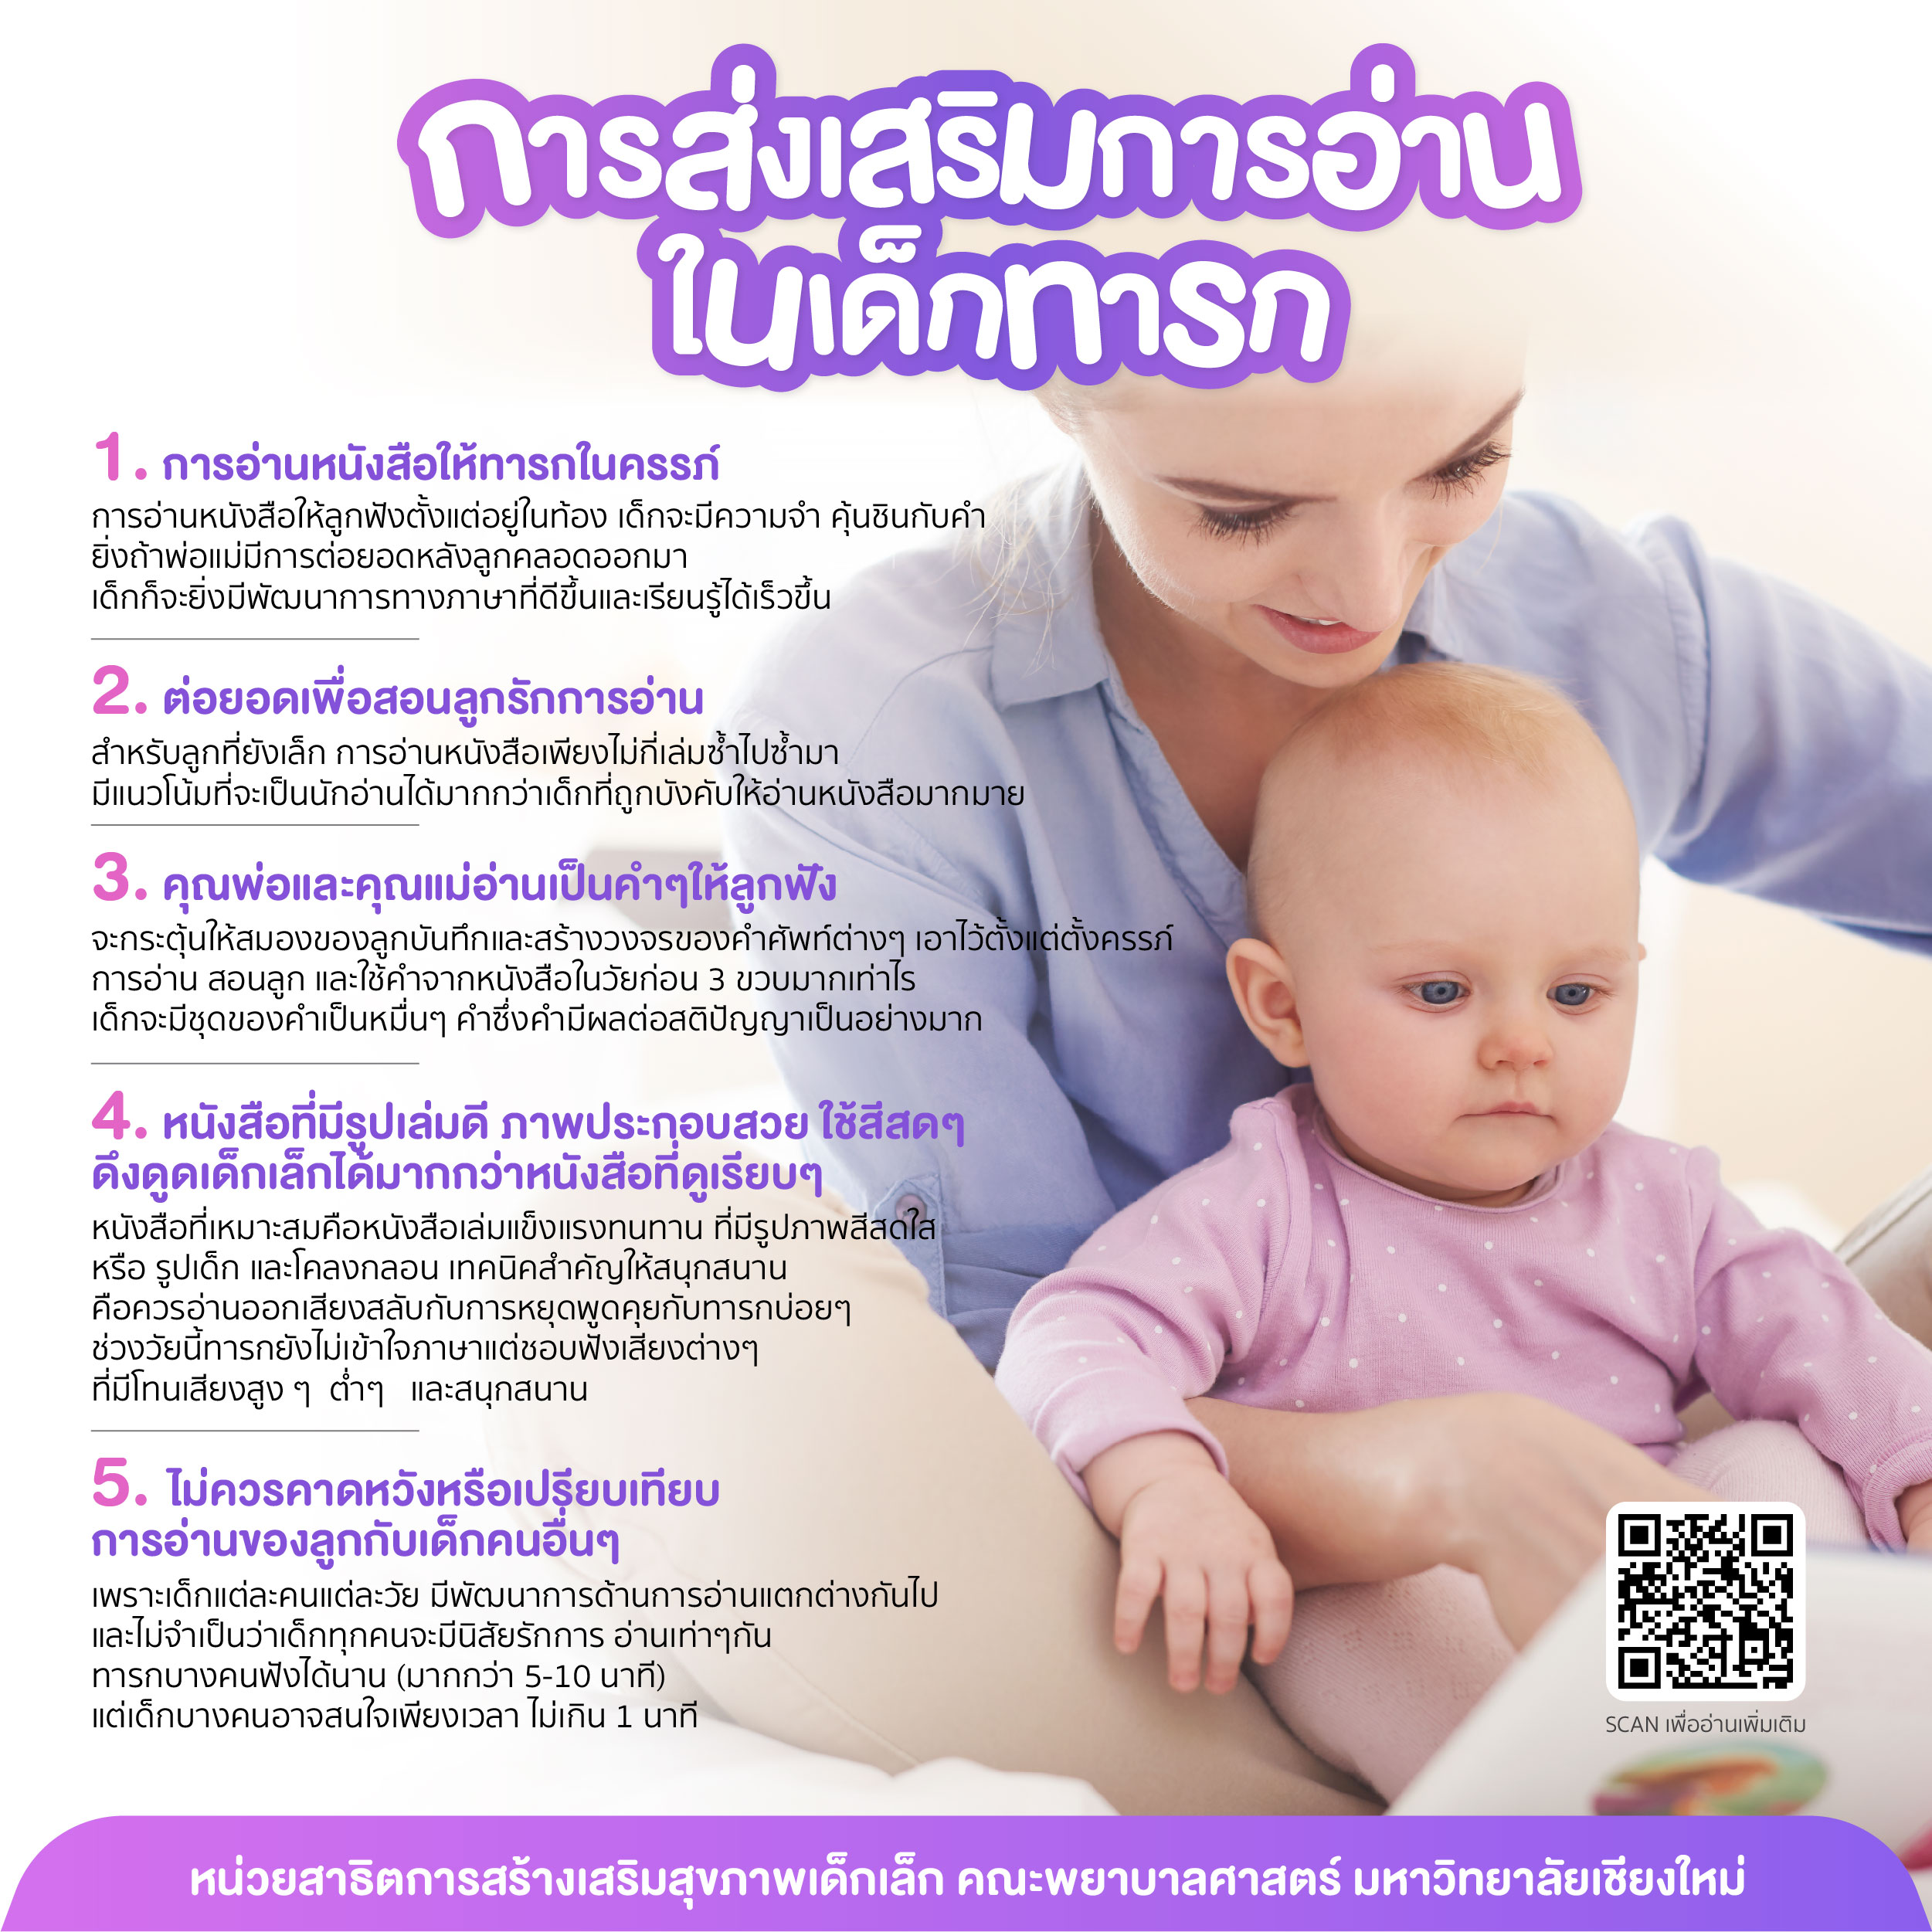 การส่งเสริมการอ่าน
ในเด็กทารก
1. การอ่านหนังสือให้ทารกในครรภ์
การอ่านหนังสือให้ลูกฟังตั้งแต่อยู่ในท้อง เด็กจะมีความจำ คุ้นชินกับคำ
ยิ่งถ้าพ่อแม่มีการต่อยอดหลังลูกคลอดออกมา
เด็กก็จะยิ่งมีพัฒนาการทางภาษาที่ดีขึ้นและเรียนรู้ได้เร็วขึ้น
2. ต่อยอดเพื่อสอนลูกรักการอ่าน
สำหรับลูกที่ยังเล็ก การอ่านหนังสือเพียงไม่กี่เล่มซ้ำไปซ้ำมา
มีแนวโน้มที่จะเป็นนักอ่านได้มากกว่าเด็กที่ถูกบังคับให้อ่านหนังสือมากมาย
3. คุณพ่อและคุณแม่อ่านเป็นคำๆให้ลูกฟัง
จะกระตุ้นให้สมองของลูกบันทึกและสร้างวงจรของคำศัพท์ต่างๆ เอาไว้ตั้งแต่ตั้งครรภ์
การอ่าน สอนลูก และใช้คำจากหนังสือในวัยก่อน 3 ขวบมากเท่าไร
เด็กจะมีชุดของคำเป็นหมื่นๆ คำซึ่งคำมีผลต่อสติปัญญาเป็นอย่างมาก
4. หนังสือที่มีรูปเล่มดี ภาพประกอบสวย ใช้สีสดๆ
ดึงดูดเด็กเล็กได้มากกว่าหนังสือที่ดูเรียบๆ
หนังสือที่เหมาะสมคือหนังสือเล่มแข็งแรงทนทาน ที่มีรูปภาพสีสดใส
หรือ รูปเด็ก และโคลงกลอน เทคนิคสำคัญให้สนุกสนาน
คือควรอ่านออกเสียงสลับกับการหยุดพูดคุยกับทารกบ่อยๆ
ช่วงวัยนี้ทารกยังไม่เข้าใจภาษาแต่ชอบฟังเสียงต่างๆ
ที่มีโทนเสียงสูง ๆ ต่ำๆ และสนุกสนาน
5. ไม่ควรคาดหวังหรือเปรียบเทียบ
การอ่านของลูกกับเด็กคนอื่นๆ
เพราะเด็กแต่ละคนแต่ละวัย มีพัฒนาการด้านการอ่านแตกต่างกันไป
และไม่จำเป็นว่าเด็กทุกคนจะมีนิสัยรักการ อ่านเท่าๆกัน
ทารกบางคนฟังได้นาน (มากกว่า 5-10 นาที)
แต่เด็กบางคนอาจสนใจเพียงเวลา ไม่เกิน 1 นาที
SCAN เพื่ออ่านเพิ่มเติม
หน่วยสาธิตการสร้างเสริมสุขภาพเด็กเล็ก คณะพยาบาลศาสตร์ มหาวิทยาลัยเชียงใหม่